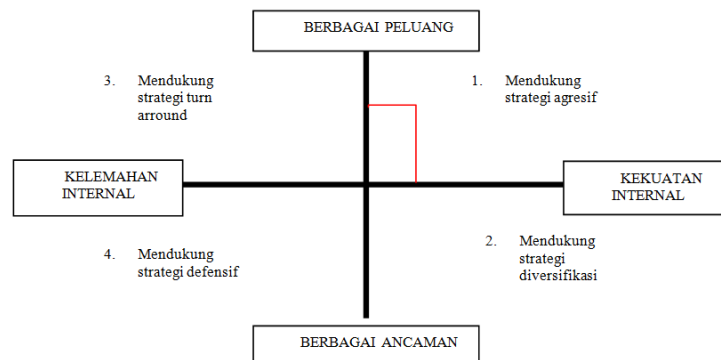 BERBAGAI PELUANG
3. Mendukung
strategi turn
arround
1. Mendukung
strategi agresif
KELEMAHAN
INTERNAL
KEKUATAN
INTERNAL
4. Mendukung
strategi defensif
2. Mendukung
strategi
diversifikasi
BERBAGAI ANCAMAN